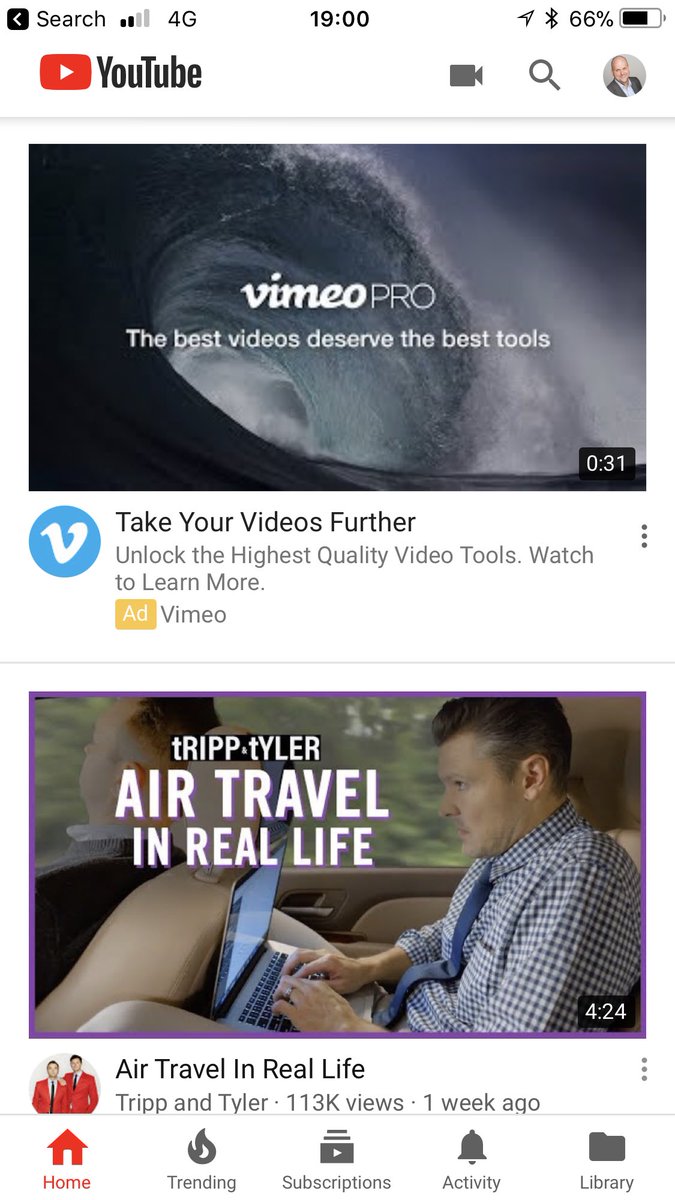 Search 4G 19:00 66%
YouTube
vimeo PRO
The best videos deserve the best tools
0:31
Take Your Videos Further
Unlock the Highest Quality Video Tools. Watch
to Learn More.
Ad Vimeo
tRIPP&tYLER
AIR TRAVEL
IN REAL LIFE
4:24
Air Travel In Real Life
Tripp and Tyler · 113K views · 1 week ago
Home Trending Subscriptions Activity Library